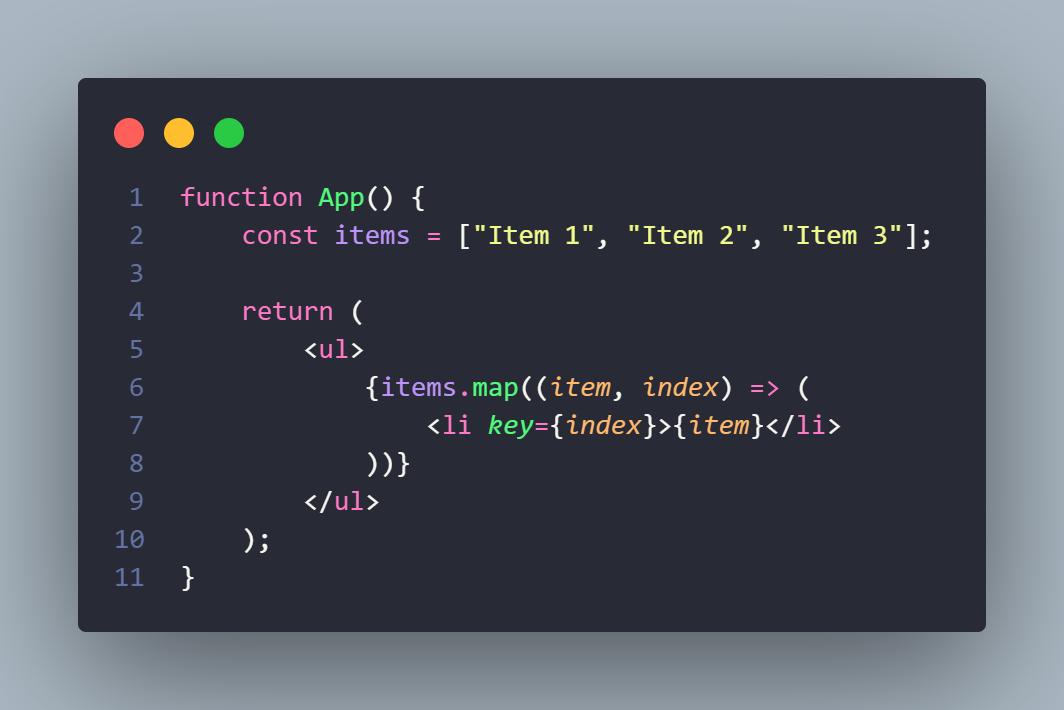 1 function App() {
2     const items = ["Item 1", "Item 2", "Item 3"];
3
4     return (
5         <ul>
6             {items.map((item, index) => (
7                 <li key={index}>{item}</li>
8             ))}
9         </ul>
10     );
11 }